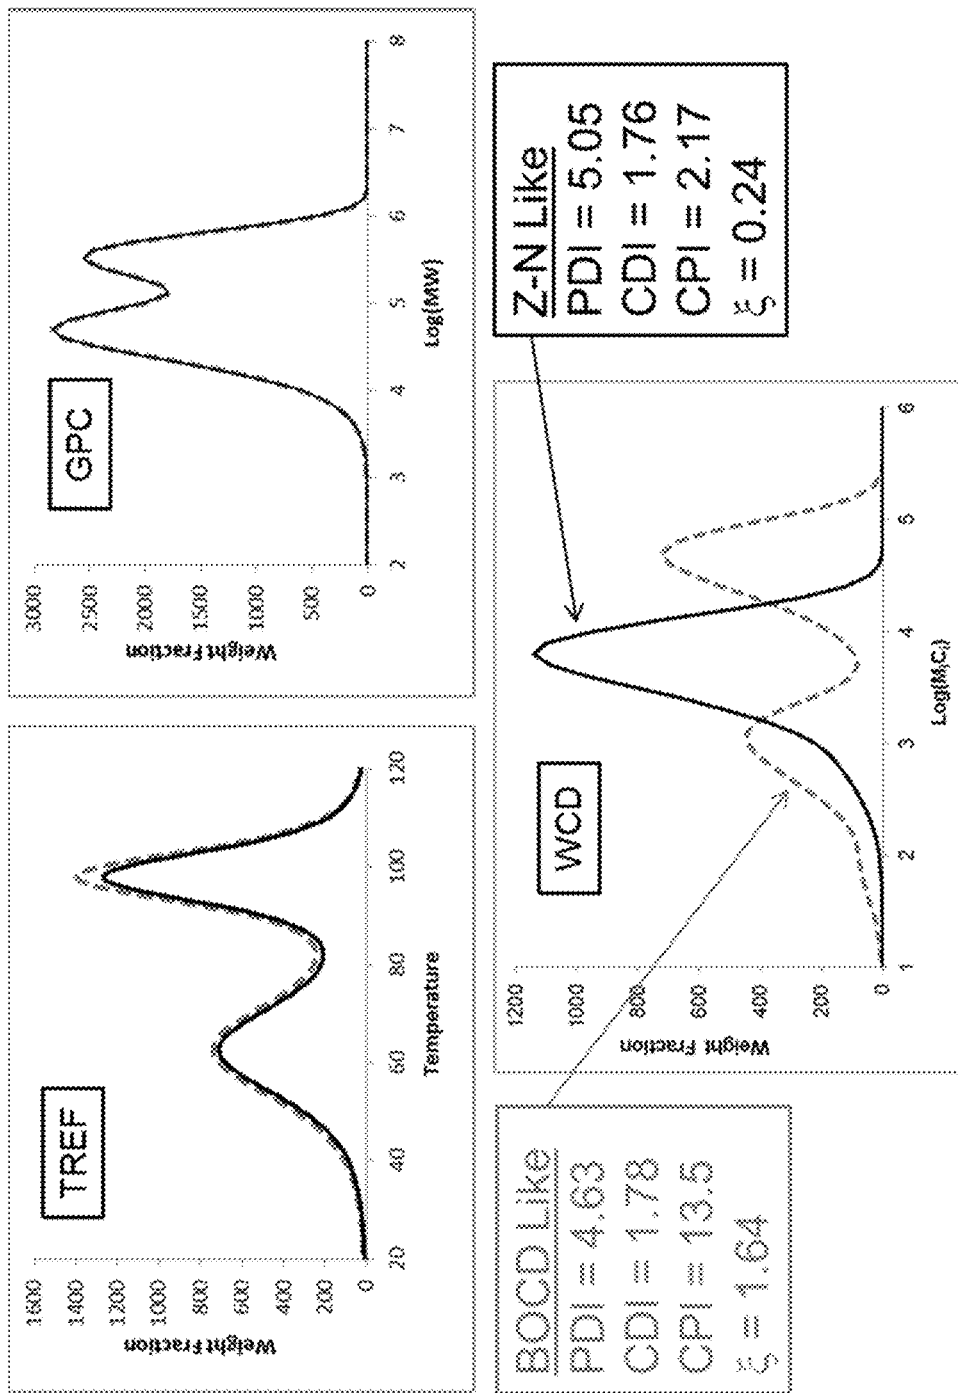 TREF
Weight Fraction
1600
1400
1200
1000
800
600
400
200
0
20
40
60
80
100
120
Temperature
GPC
Weight Fraction
3000
2500
2000
1500
1000
500
0
2
3
4
5
6
7
8
Log(MW)
BOCD Like
PDI = 4.63
CDI = 1.78
CPI = 13.5
ξ = 1.64
WCD
Weight Fraction
1200
1000
800
600
400
200
0
1
2
3
4
5
6
Log(MᵢCᵢ)
Z-N Like
PDI = 5.05
CDI = 1.76
CPI = 2.17
ξ = 0.24